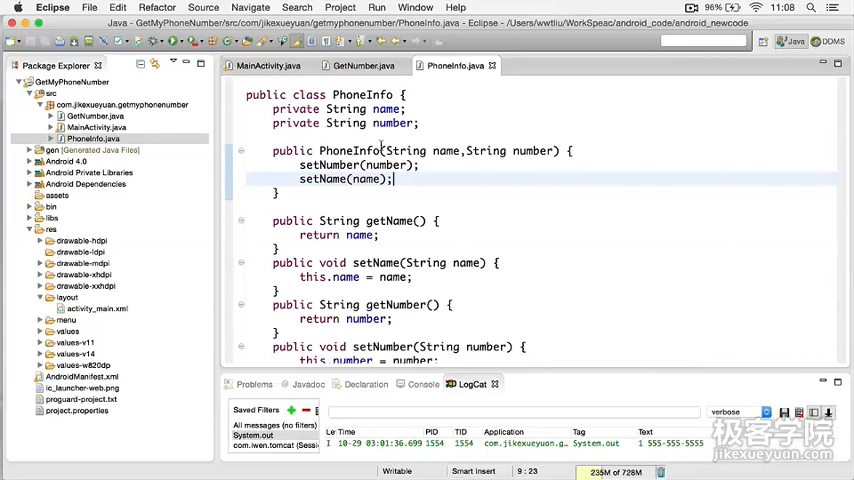 Eclipse File Edit Source Refactor Navigate Search Project Run Window Help 96% 11:08
Java - GetMyPhoneNumber/src/com/jikexueyuan/getmyphonenumber/PhoneInfo.java - Eclipse - /Users/wwtliu/WorkSpeac/android_code/android_newcode
Java DDMS
Package Explorer
GetMyPhoneNumber
src
com.jikexueyuan.getmyphonenumber
GetNumber.java
MainActivity.java
PhoneInfo.java
gen [Generated Java Files]
Android 4.0
Android Private Libraries
Android Dependencies
assets
bin
libs
res
drawable-hdpi
drawable-ldpi
drawable-mdpi
drawable-xhdpi
drawable-xxhdpi
layout
activity_main.xml
menu
values
values-v11
values-v14
values-w820dp
AndroidManifest.xml
ic_launcher-web.png
proguard-project.txt
project.properties
MainActivity.java GetNumber.java PhoneInfo.java
public class PhoneInfo {
private String name;
private String number;
public PhoneInfo(String name,String number) {
setNumber(number);
setName(name);
}
public String getName() {
return name;
}
public void setName(String name) {
this.name = name;
}
public String getNumber() {
return number;
}
public void setNumber(String number) {
this.number = number;
Problems Javadoc Declaration Console LogCat
Saved Filters
All messages (no filters)
System.out
com.lwen.tomcat (Sessi
verbose
Le Time PID TID Application Tag Text
I 10-29 03:01:36.699 1554 1554 com.jikexueyuan.g… System.out 1 555-555-5555
极客学院
jikexueyuan.com
Writable Smart Insert 9 : 23 235M of 728M